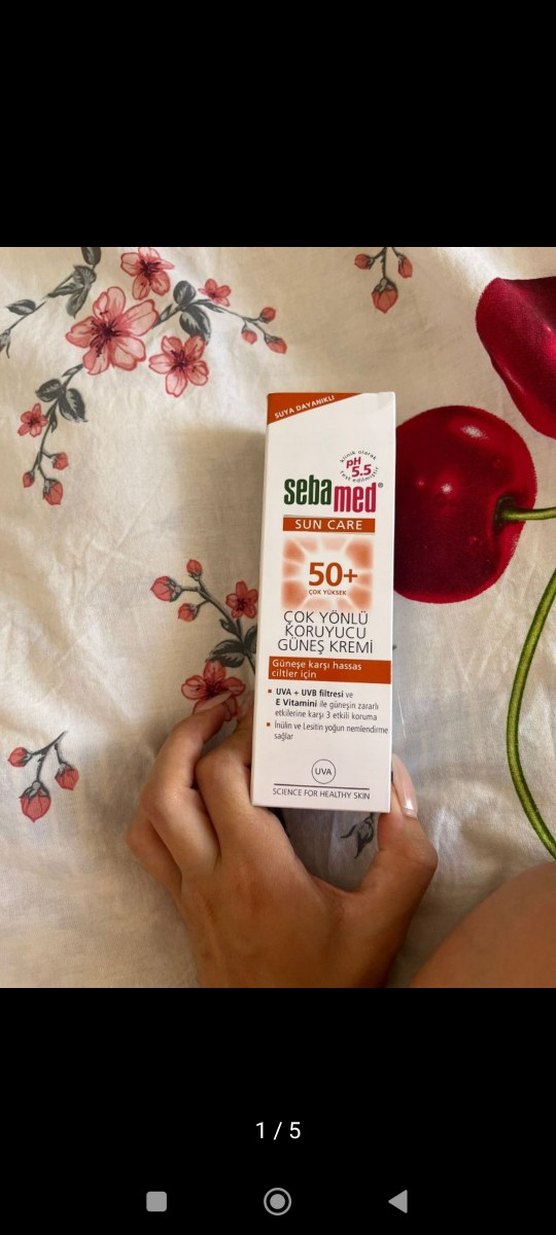 SUYA DAYANIKLI
klinik olarak
pH
5.5
test edilmiştir
sebamed®
SUN CARE
50+
ÇOK YÜKSEK
ÇOK YÖNLÜ
KORUYUCU
GÜNEŞ KREMİ
Güneşe karşı hassas
ciltler için
UVA + UVB filtresi ve
E Vitamini ile güneşin zararlı
etkilerine karşı 3 etkili koruma
İnülin ve Lesitin yoğun nemlendirme
sağlar
UVA
SCIENCE FOR HEALTHY SKIN
1 / 5